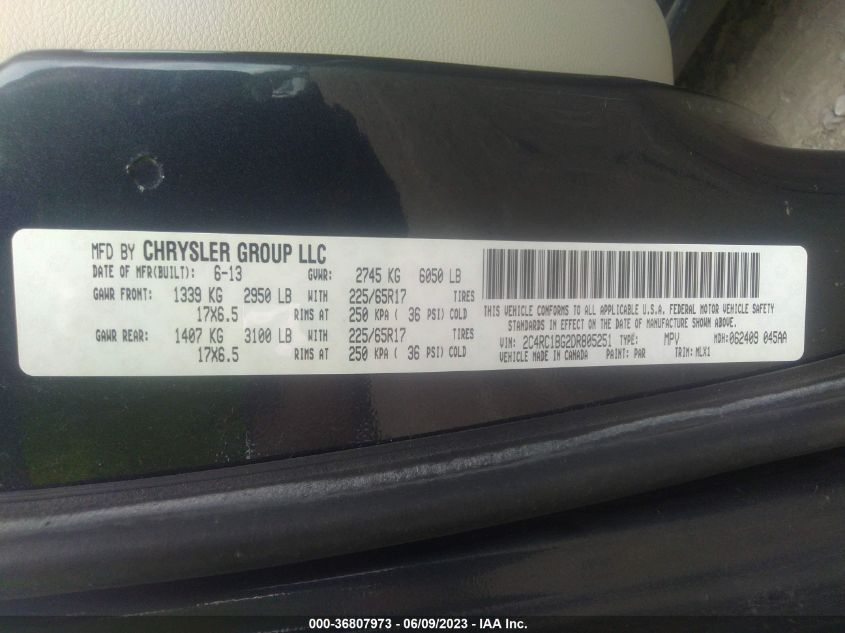 MFD BY CHRYSLER GROUP LLC
DATE OF MFR(BUILT): 6-13 GVWR: 2745 KG 6050 LB
GAWR FRONT: 1339 KG 2950 LB WITH 225/65R17 TIRES
17X6.5 RIMS AT 250 KPA ( 36 PSI) COLD
GAWR REAR: 1407 KG 3100 LB WITH 225/65R17 TIRES
17X6.5 RIMS AT 250 KPA ( 36 PSI) COLD
THIS VEHICLE CONFORMS TO ALL APPLICABLE U.S.A. FEDERAL MOTOR VEHICLE SAFETY
STANDARDS IN EFFECT ON THE DATE OF MANUFACTURE SHOWN ABOVE.
VIN: 2C4RC1BG2DR805251 TYPE: MPV MDH: 062409 045AA
VEHICLE MADE IN CANADA PAINT: PAR TRIM: MLX1
000-36807973 - 06/09/2023 - IAA Inc.